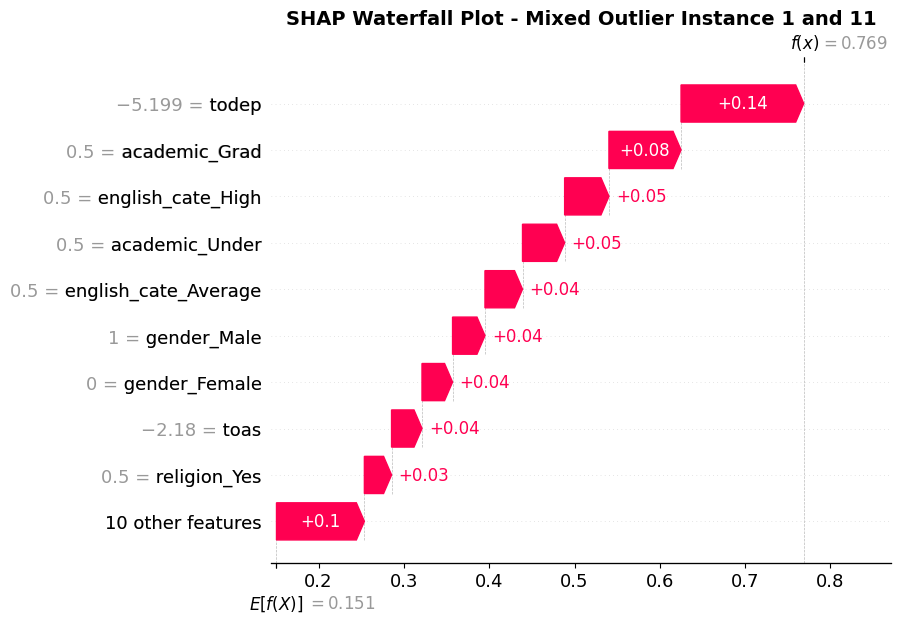 SHAP Waterfall Plot - Mixed Outlier Instance 1 and 11
f(x) = 0.769
−5.199 = todep +0.14
0.5 = academic_Grad +0.08
0.5 = english_cate_High +0.05
0.5 = academic_Under +0.05
0.5 = english_cate_Average +0.04
1 = gender_Male +0.04
0 = gender_Female +0.04
−2.18 = toas +0.04
0.5 = religion_Yes +0.03
10 other features +0.1
0.2 0.3 0.4 0.5 0.6 0.7 0.8
E[f(X)] = 0.151